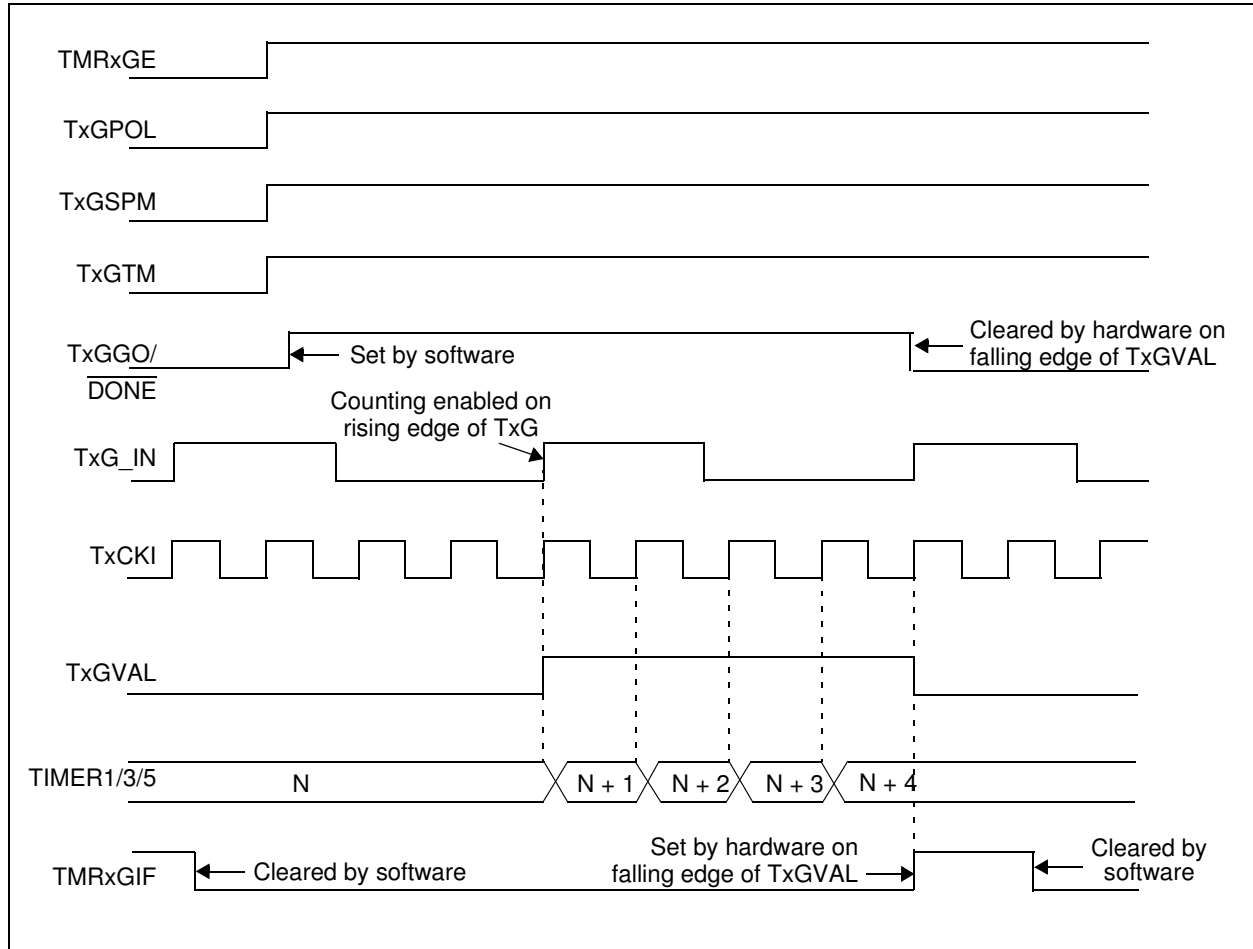 TMRxGE
TxGPOL
TxGSPM
TxGTM
TxGGO/
DONE
Set by software
Cleared by hardware on
falling edge of TxGVAL
Counting enabled on
rising edge of TxG
TxG_IN
TxCKI
TxGVAL
TIMER1/3/5
N
N + 1
N + 2
N + 3
N + 4
TMRxGIF
Cleared by software
Set by hardware on
falling edge of TxGVAL
Cleared by
software